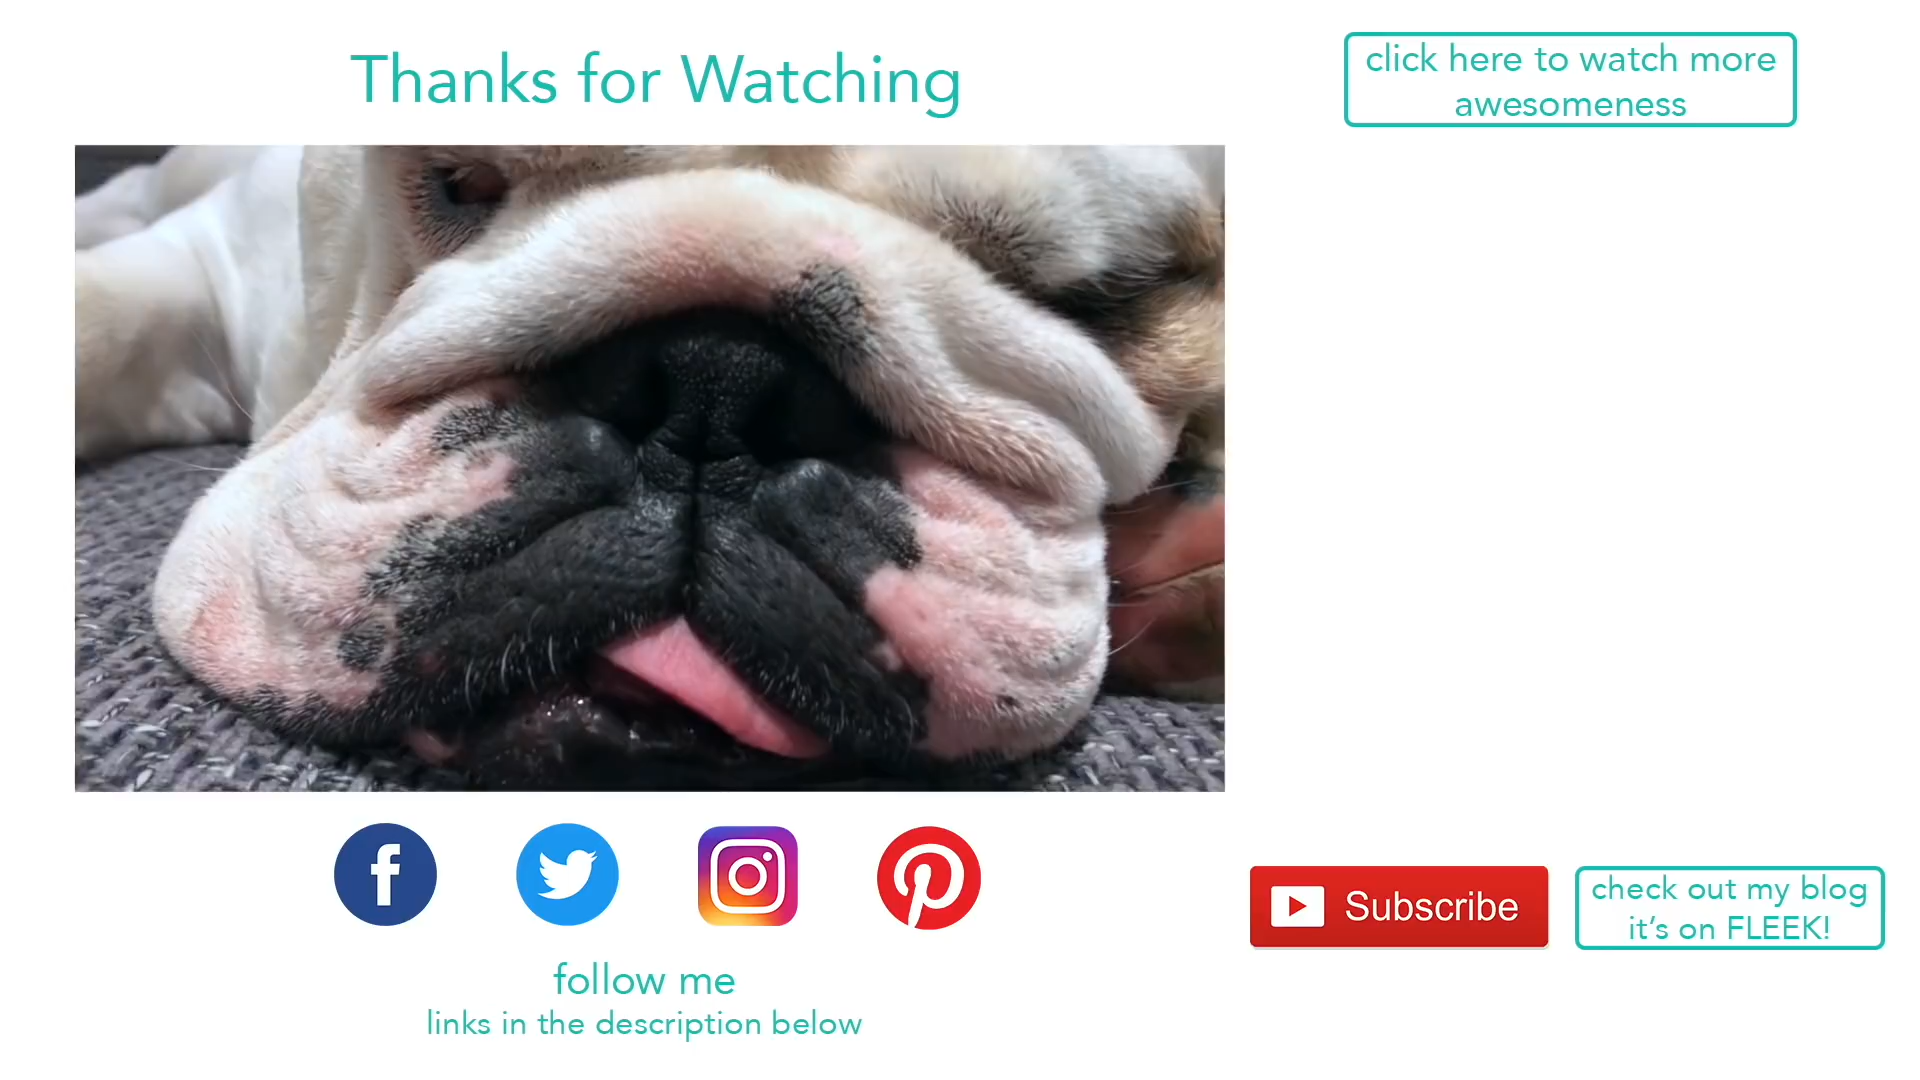 Thanks for Watching
click here to watch more
awesomeness
Subscribe
check out my blog
it's on FLEEK!
follow me
links in the description below